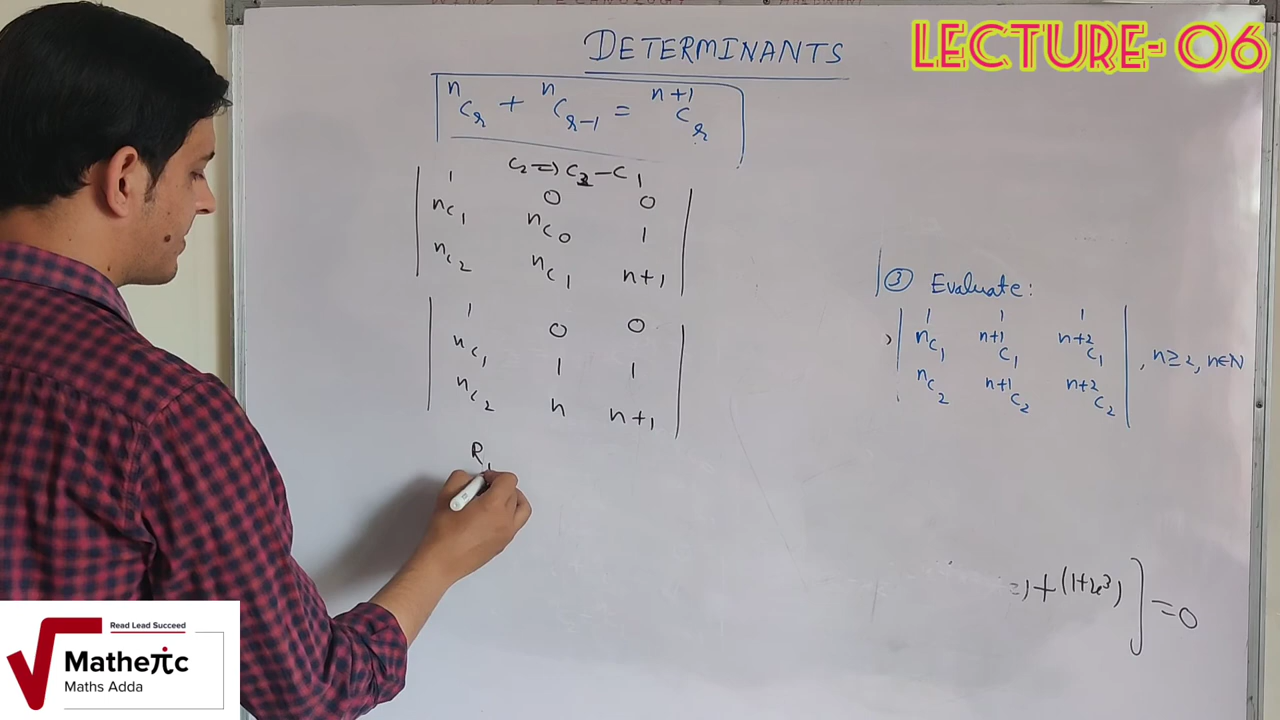 DETERMINANTS
LECTURE- 06
ⁿCᵣ + ⁿCᵣ₋₁ = ⁿ⁺¹Cᵣ
C₂ => C₂ - C₁
1 0 0
ⁿC₁ ⁿC₀ 1
ⁿC₂ ⁿC₁ n+1
1 0 0
ⁿC₁ 1 1
ⁿC₂ n n+1
R₁
③ Evaluate:
1 1 1
ⁿC₁ ⁿ⁺¹C₁ ⁿ⁺²C₁ , n≥2, n∈N
ⁿC₂ ⁿ⁺¹C₂ ⁿ⁺²C₂
+(1+x³)] =0
Read Lead Succeed
Matheπc
Maths Adda